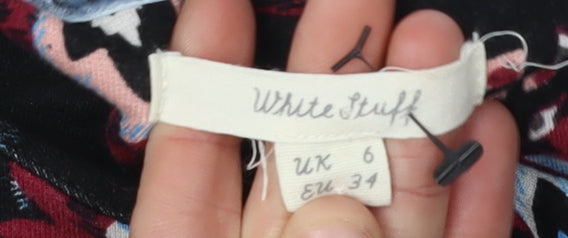 White Stuff
UK 6
EU 34